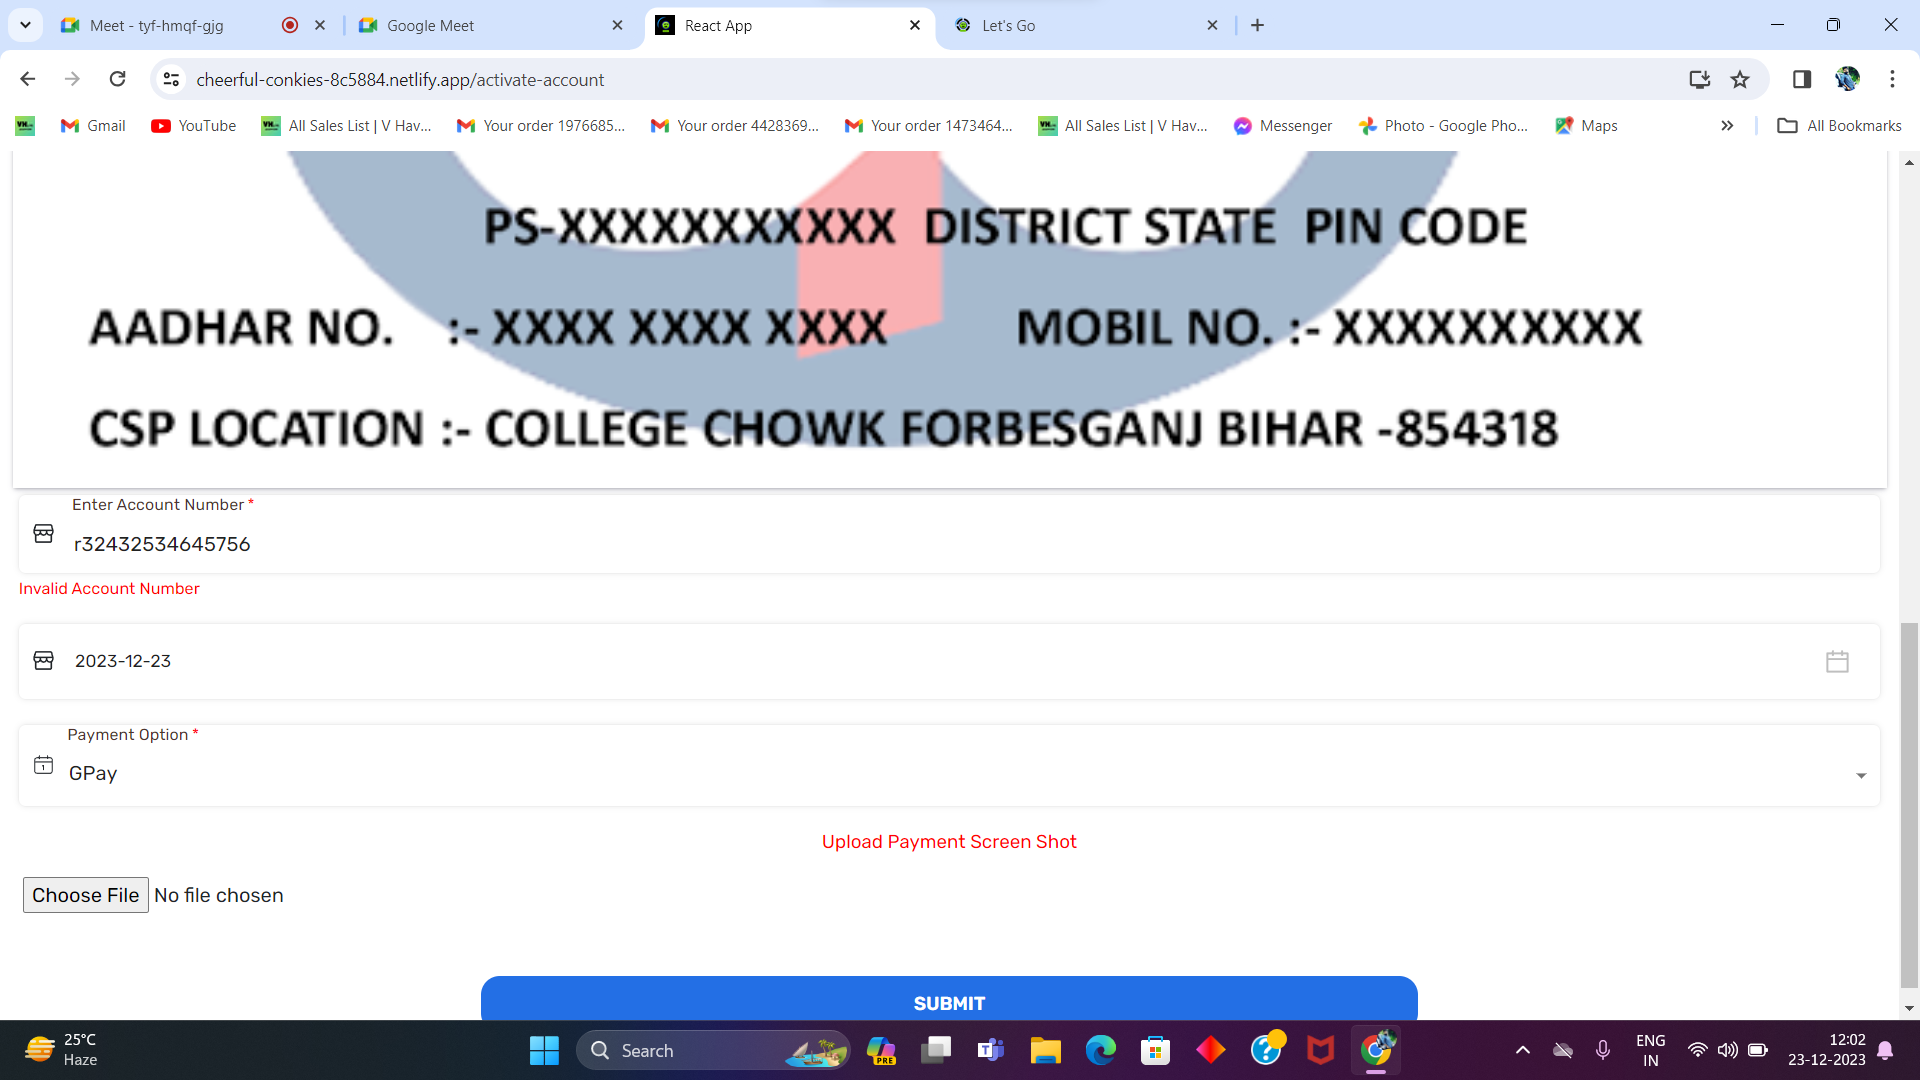 Meet - tyf-hmqf-gjg
Google Meet
React App
Let's Go
cheerful-conkies-8c5884.netlify.app/activate-account
Gmail
YouTube
All Sales List | V Hav...
Your order 1976685...
Your order 4428369...
Your order 1473464...
All Sales List | V Hav...
Messenger
Photo - Google Pho...
Maps
All Bookmarks
PS-XXXXXXXXXXX DISTRICT STATE PIN CODE
AADHAR NO. :- XXXX XXXX XXXX MOBIL NO. :- XXXXXXXXXX
CSP LOCATION :- COLLEGE CHOWK FORBESGANJ BIHAR -854318
Enter Account Number *
r32432534645756
Invalid Account Number
2023-12-23
Payment Option *
1
GPay
Upload Payment Screen Shot
Choose File No file chosen
SUBMIT
25°C
Haze
Search
PRE
ENG
IN
12:02
23-12-2023